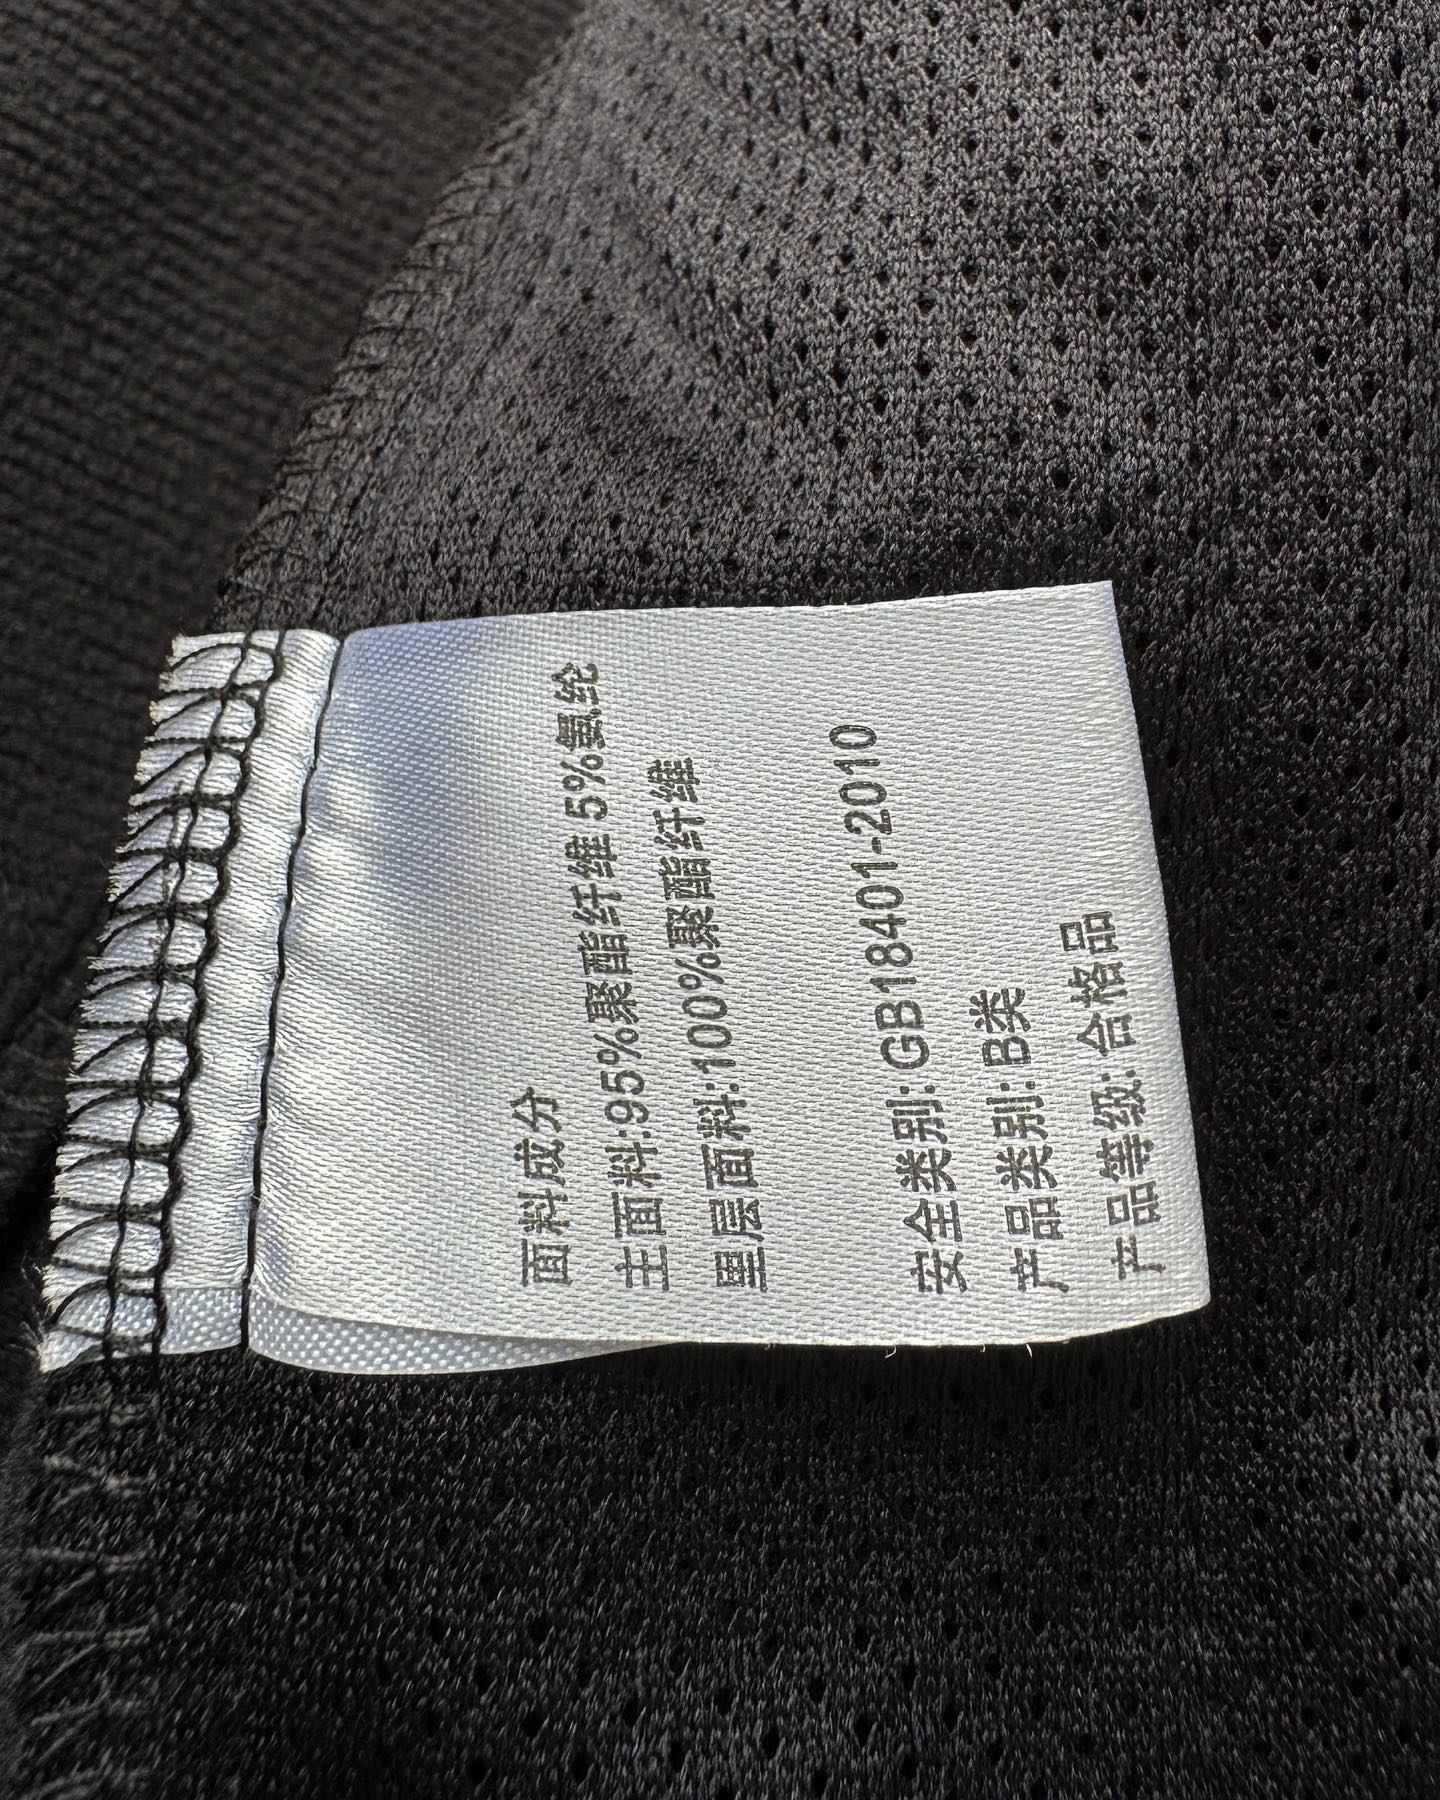 面料成分
主面料:95%聚酯纤维 5%氨纶
里层面料:100%聚酯纤维
安全类别: GB18401-2010
产品类别: B类
产品等级: 合格品